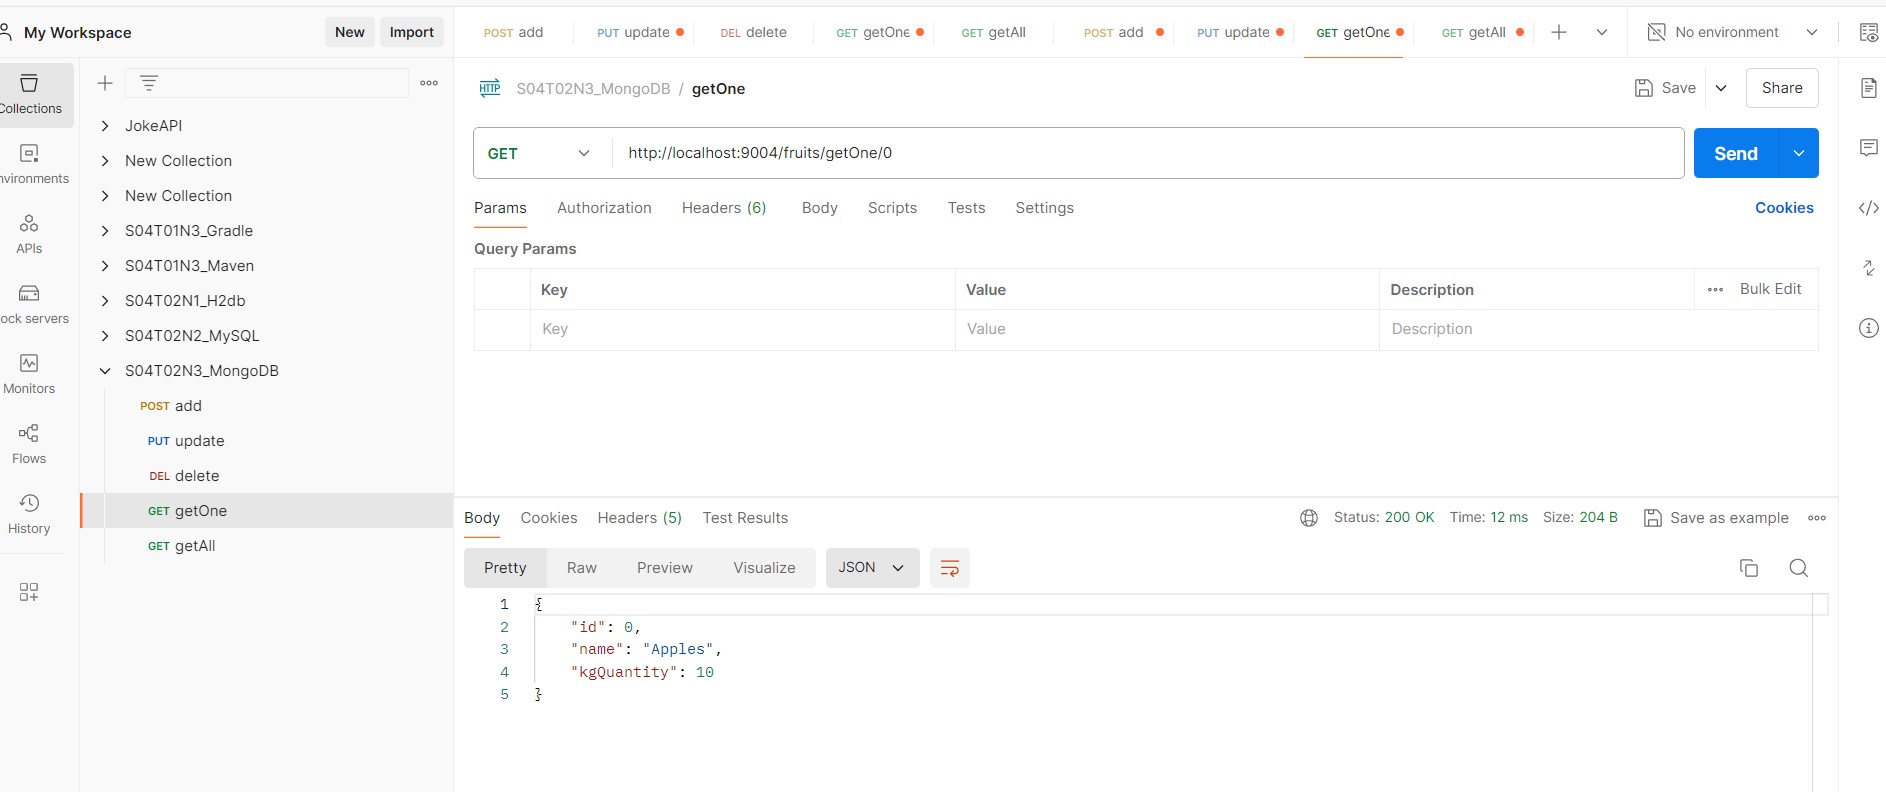 My Workspace
New
Import
POST add
PUT update
DEL delete
GET getOne
GET getAll
POST add
PUT update
GET getOne
GET getAll
No environment
Collections
JokeAPI
New Collection
New Collection
S04T01N3_Gradle
S04T01N3_Maven
S04T02N1_H2db
S04T02N2_MySQL
S04T02N3_MongoDB
POST add
PUT update
DEL delete
GET getOne
GET getAll
nvironments
APIs
ock servers
Monitors
Flows
History
HTTP S04T02N3_MongoDB / getOne
Save
Share
GET
http://localhost:9004/fruits/getOne/0
Send
Params
Authorization
Headers (6)
Body
Scripts
Tests
Settings
Cookies
Query Params
Key
Value
Description
Bulk Edit
Key
Value
Description
Body
Cookies
Headers (5)
Test Results
Status: 200 OK
Time: 12 ms
Size: 204 B
Save as example
Pretty
Raw
Preview
Visualize
JSON
1 {
2 "id": 0,
3 "name": "Apples",
4 "kgQuantity": 10
5 }